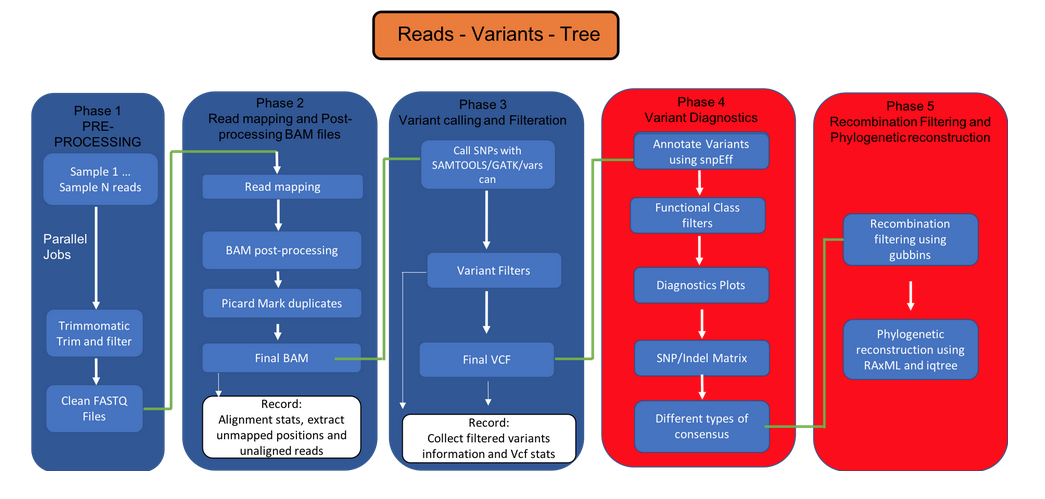 Reads - Variants - Tree
Phase 1
PRE-
PROCESSING
Sample 1 ...
Sample N reads
Parallel
Jobs
Trimmomatic
Trim and filter
Clean FASTQ
Files
Phase 2
Read mapping and Post-
processing BAM files
Read mapping
BAM post-processing
Picard Mark duplicates
Final BAM
Record:
Alignment stats, extract
unmapped positions and
unaligned reads
Phase 3
Variant calling and Filteration
Call SNPs with
SAMTOOLS/GATK/vars
can
Variant Filters
Final VCF
Record:
Collect filtered variants
information and Vcf stats
Phase 4
Variant Diagnostics
Annotate Variants
using snpEff
Functional Class
filters
Diagnostics Plots
SNP/Indel Matrix
Different types of
consensus
Phase 5
Recombination Filtering and
Phylogenetic reconstruction
Recombination
filtering using
gubbins
Phylogenetic
reconstruction using
RAxML and iqtree